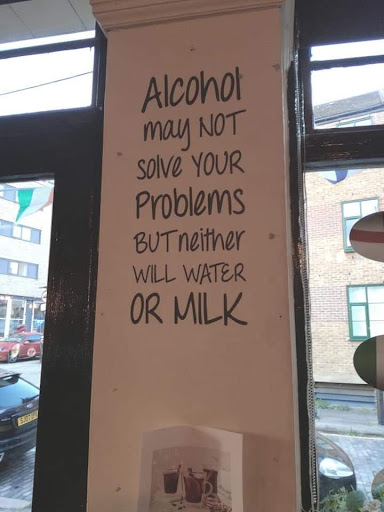 Alcohol
may NOT
solve YOUR
Problems
BUT neither
WILL WATER
OR MILK